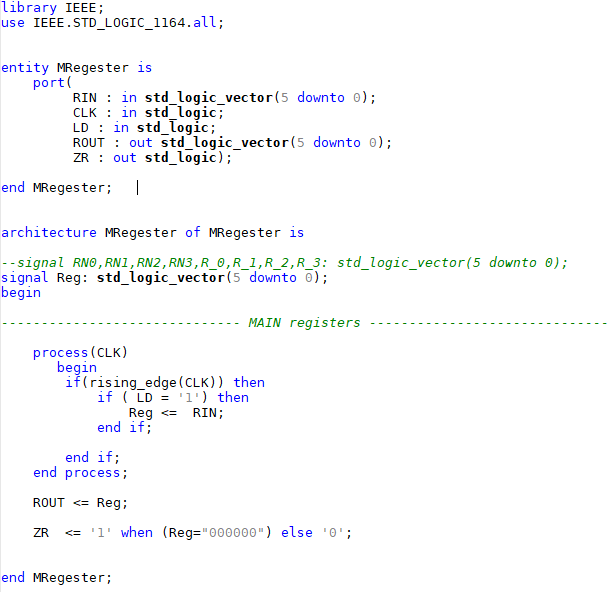 library IEEE;
use IEEE.STD_LOGIC_1164.all;
entity MRegester is
port(
RIN : in std_logic_vector(5 downto 0);
CLK : in std_logic;
LD : in std_logic;
ROUT : out std_logic_vector(5 downto 0);
ZR : out std_logic);
end MRegester;
architecture MRegester of MRegester is
--signal RN0,RN1,RN2,RN3,R_0,R_1,R_2,R_3: std_logic_vector(5 downto 0);
signal Reg: std_logic_vector(5 downto 0);
begin
------------------------------ MAIN registers ------------------------------
process(CLK)
begin
if(rising_edge(CLK)) then
if ( LD = '1') then
Reg <= RIN;
end if;
end if;
end process;
ROUT <= Reg;
ZR <= '1' when (Reg="000000") else '0';
end MRegester;